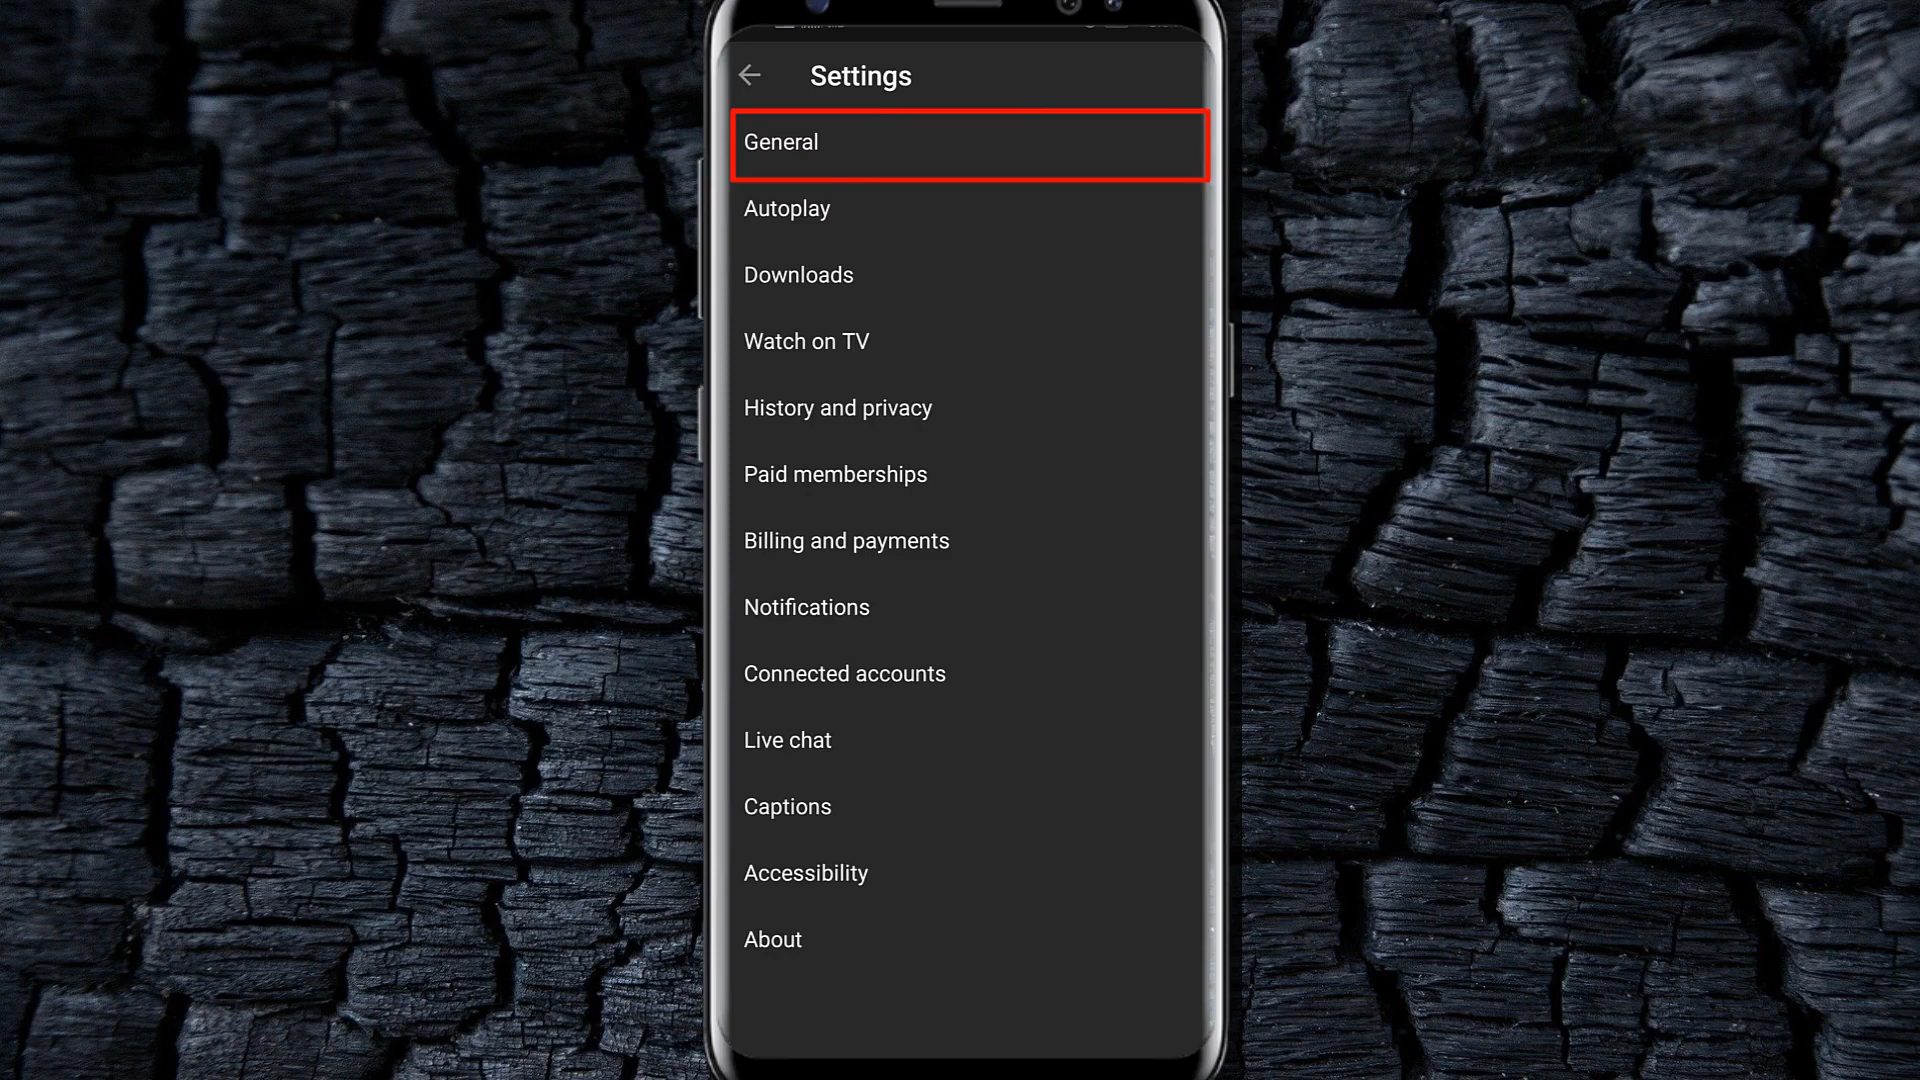 Settings
General
Autoplay
Downloads
Watch on TV
History and privacy
Paid memberships
Billing and payments
Notifications
Connected accounts
Live chat
Captions
Accessibility
About